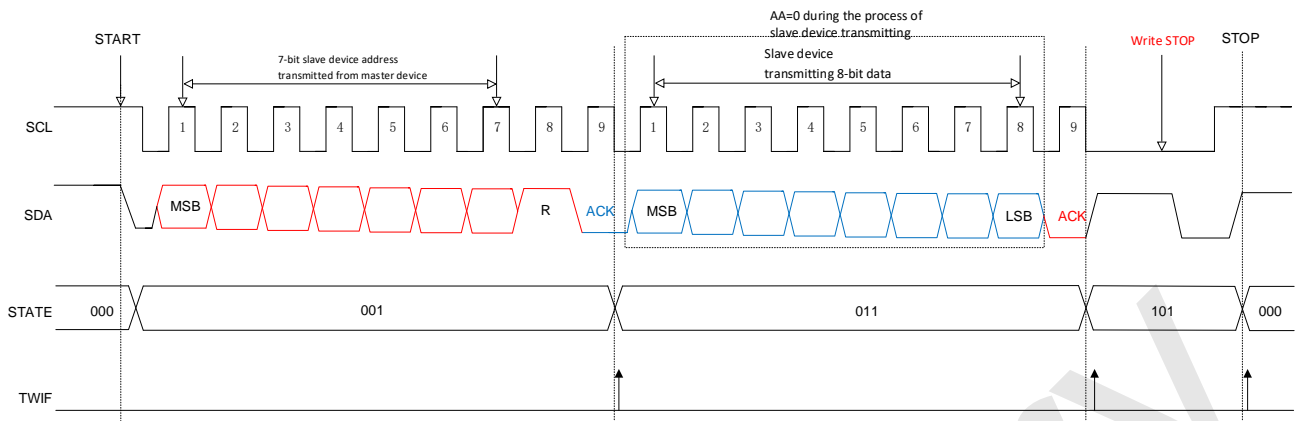 AA=0 during the process of
slave device transmitting
START
Write STOP
STOP
7-bit slave device address
transmitted from master device
Slave device
transmitting 8-bit data
SCL
1 2 3 4 5 6 7 8 9 1 2 3 4 5 6 7 8 9
SDA
MSB R ACK MSB LSB ACK
STATE
000 001 011 101 000
TWIF